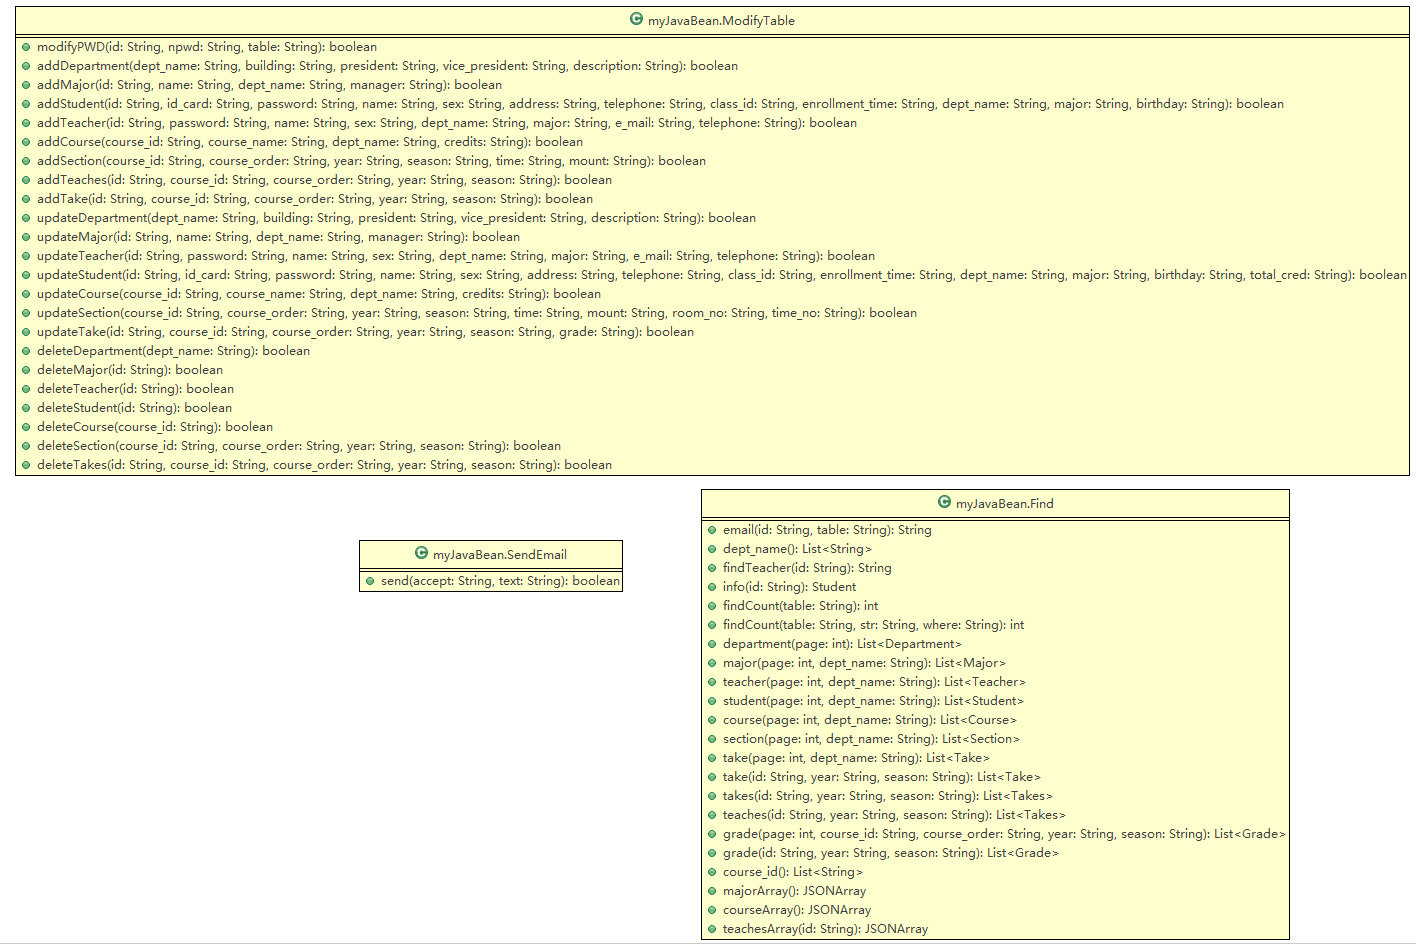 myJavaBean.ModifyTable
modifyPWD(id: String, npwd: String, table: String): boolean
addDepartment(dept_name: String, building: String, president: String, vice_president: String, description: String): boolean
addMajor(id: String, name: String, dept_name: String, manager: String): boolean
addStudent(id: String, id_card: String, password: String, name: String, sex: String, address: String, telephone: String, class_id: String, enrollment_time: String, dept_name: String, major: String, birthday: String): boolean
addTeacher(id: String, password: String, name: String, sex: String, dept_name: String, major: String, e_mail: String, telephone: String): boolean
addCourse(course_id: String, course_name: String, dept_name: String, credits: String): boolean
addSection(course_id: String, course_order: String, year: String, season: String, time: String, mount: String): boolean
addTeaches(id: String, course_id: String, course_order: String, year: String, season: String): boolean
addTake(id: String, course_id: String, course_order: String, year: String, season: String): boolean
updateDepartment(dept_name: String, building: String, president: String, vice_president: String, description: String): boolean
updateMajor(id: String, name: String, dept_name: String, manager: String): boolean
updateTeacher(id: String, password: String, name: String, sex: String, dept_name: String, major: String, e_mail: String, telephone: String): boolean
updateStudent(id: String, id_card: String, password: String, name: String, sex: String, address: String, telephone: String, class_id: String, enrollment_time: String, dept_name: String, major: String, birthday: String, total_cred: String): boolean
updateCourse(course_id: String, course_name: String, dept_name: String, credits: String): boolean
updateSection(course_id: String, course_order: String, year: String, season: String, time: String, mount: String, room_no: String, time_no: String): boolean
updateTake(id: String, course_id: String, course_order: String, year: String, season: String, grade: String): boolean
deleteDepartment(dept_name: String): boolean
deleteMajor(id: String): boolean
deleteTeacher(id: String): boolean
deleteStudent(id: String): boolean
deleteCourse(course_id: String): boolean
deleteSection(course_id: String, course_order: String, year: String, season: String): boolean
deleteTakes(id: String, course_id: String, course_order: String, year: String, season: String): boolean
myJavaBean.SendEmail
send(accept: String, text: String): boolean
myJavaBean.Find
email(id: String, table: String): String
dept_name(): List<String>
findTeacher(id: String): String
info(id: String): Student
findCount(table: String): int
findCount(table: String, str: String, where: String): int
department(page: int): List<Department>
major(page: int, dept_name: String): List<Major>
teacher(page: int, dept_name: String): List<Teacher>
student(page: int, dept_name: String): List<Student>
course(page: int, dept_name: String): List<Course>
section(page: int, dept_name: String): List<Section>
take(page: int, dept_name: String): List<Take>
take(id: String, year: String, season: String): List<Take>
takes(id: String, year: String, season: String): List<Takes>
teaches(id: String, year: String, season: String): List<Takes>
grade(page: int, course_id: String, course_order: String, year: String, season: String): List<Grade>
grade(id: String, year: String, season: String): List<Grade>
course_id(): List<String>
majorArray(): JSONArray
courseArray(): JSONArray
teachesArray(id: String): JSONArray